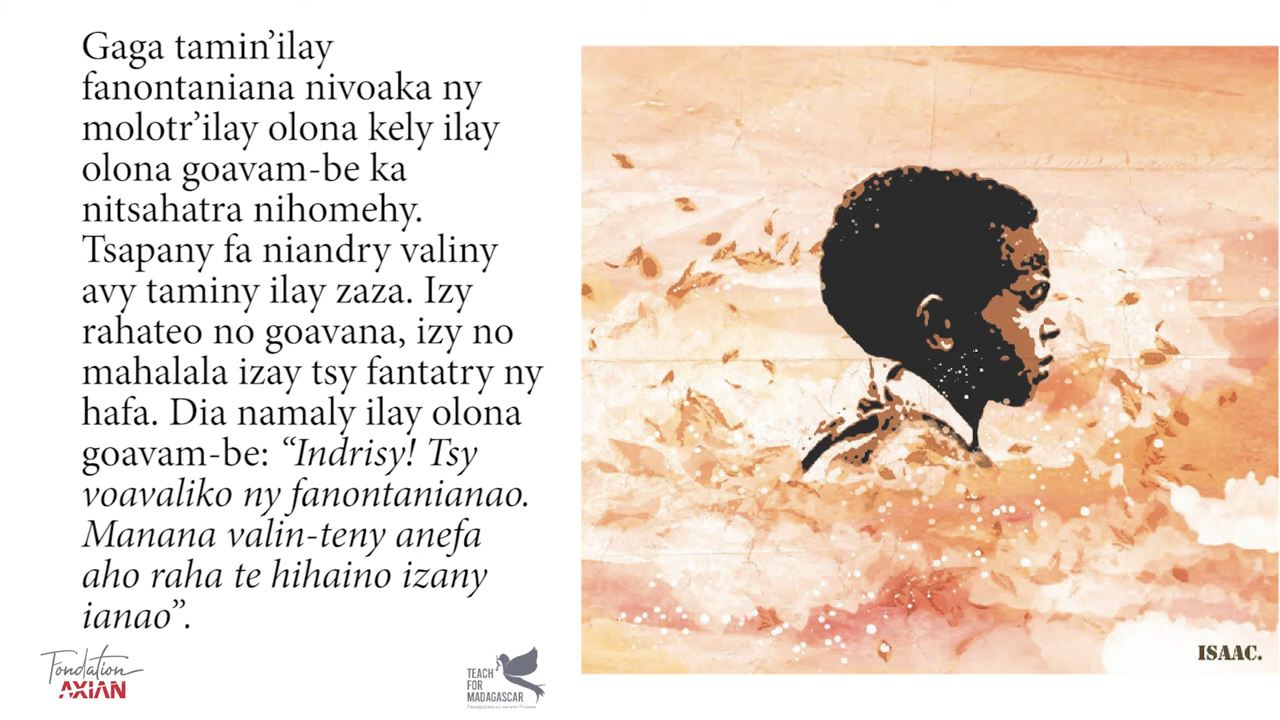 Gaga tamin’ilay
fanontaniana nivoaka ny
molotr’ilay olona kely ilay
olona goavam-be ka
nitsahatra nihomehy.
Tsapany fa niandry valiny
avy taminy ilay zaza. Izy
rahateo no goavana, izy no
mahalala izay tsy fantatry ny
hafa. Dia namaly ilay olona
goavam-be: “Indrisy! Tsy
voavaliko ny fanontanianao.
Manana valin-teny anefa
aho raha te hihaino izany
ianao”.
Fondation
AXIAN
TEACH
FOR
MADAGASCAR
ISAAC.